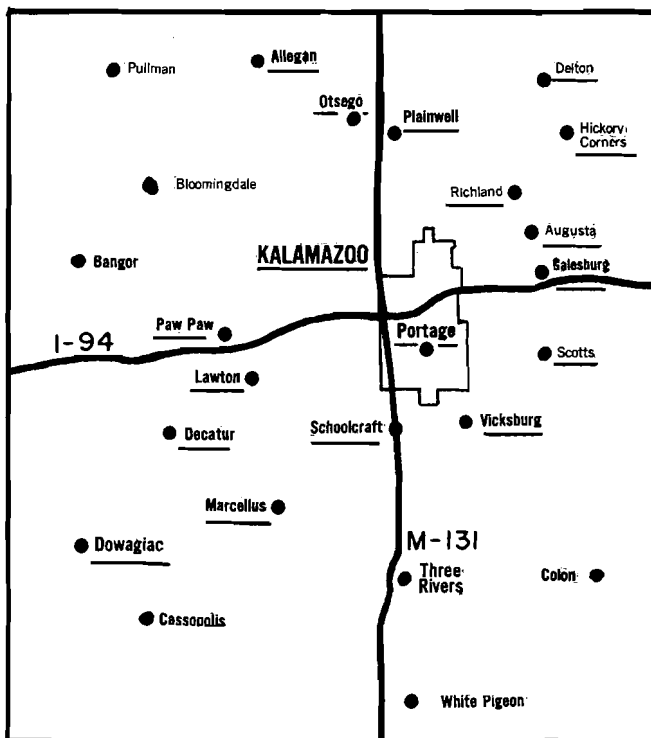 Pullman
Allegan
Delton
Otsego
Plainwell
Hickory
Corners
Bloomingdale
Richland
Augusta
KALAMAZOO
Bangor
Galesburg
Paw Paw
Portage
I-94
Scotts
Lawton
Schoolcraft
Vicksburg
Decatur
Marcellus
M-131
Dowagiac
Three
Rivers
Colon
Cassopolis
White Pigeon